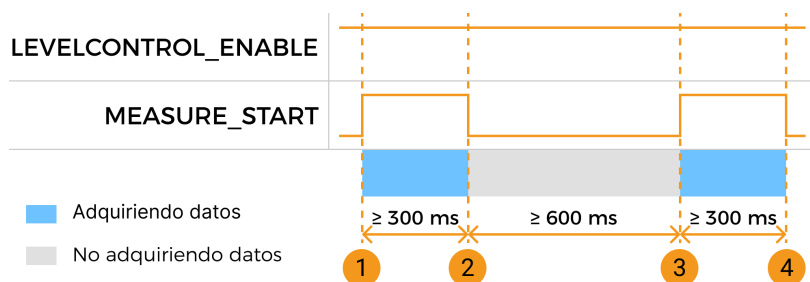 LEVELCONTROL_ENABLE
MEASURE_START
Adquiriendo datos
No adquiriendo datos
≥ 300 ms
≥ 600 ms
≥ 300 ms
1
2
3
4